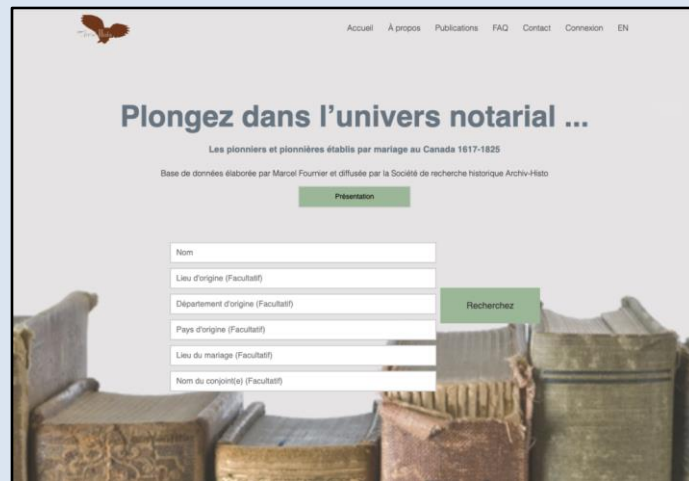 Accueil À propos Publications FAQ Contact Connexion EN
Plongez dans l'univers notarial ...
Les pionniers et pionnières établis par mariage au Canada 1617-1825
Base de données élaborée par Marcel Fournier et diffusée par la Société de recherche historique Archiv-Histo
Présentation
Nom
Lieu d'origine (Facultatif)
Département d'origine (Facultatif)
Recherchez
Pays d'origine (Facultatif)
Lieu du mariage (Facultatif)
Nom du conjoint(e) (Facultatif)